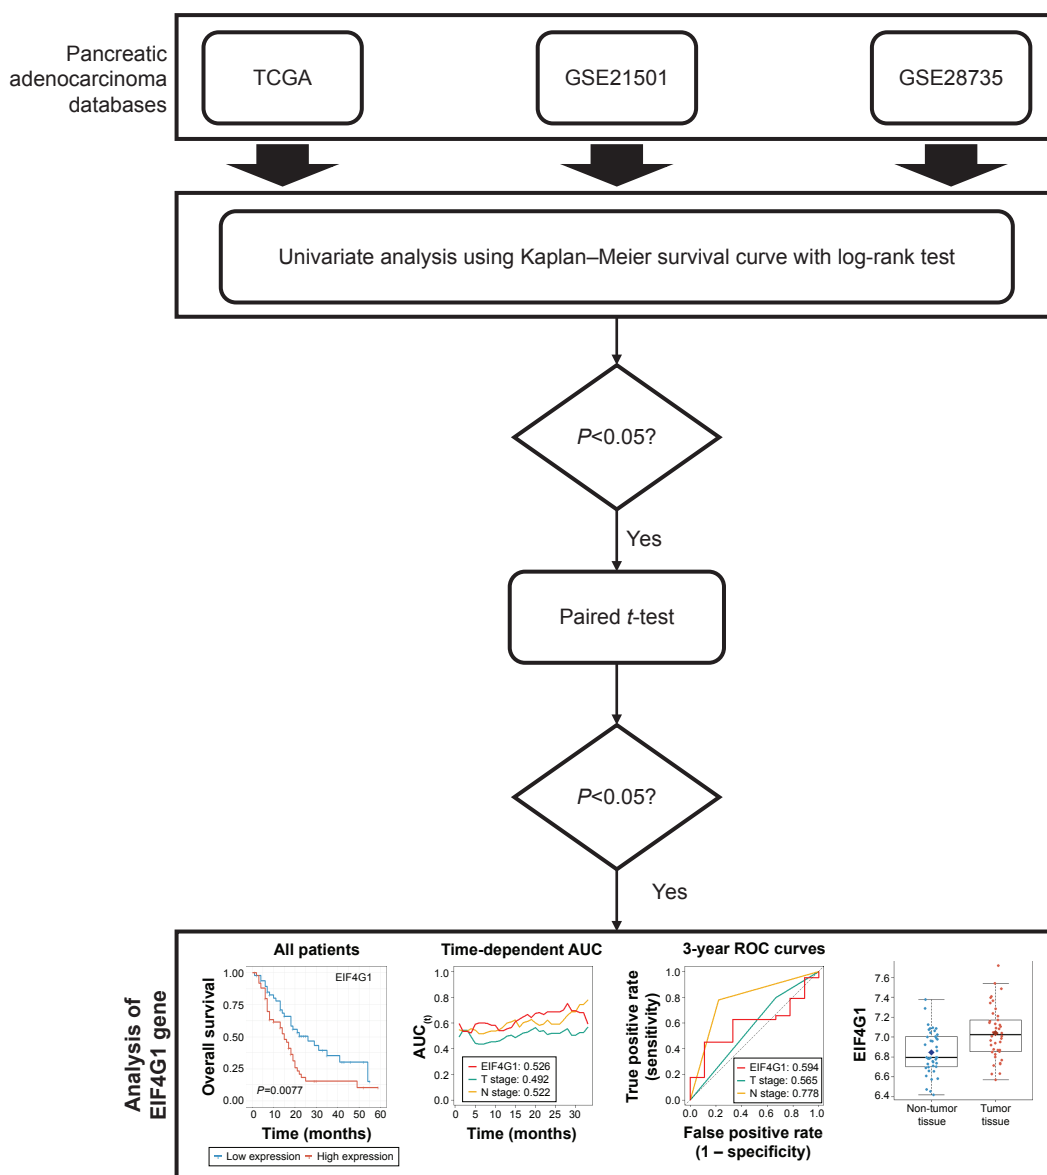 Pancreatic
adenocarcinoma
databases
TCGA
GSE21501
GSE28735
Univariate analysis using Kaplan–Meier survival curve with log-rank test
P<0.05?
Yes
Paired t-test
P<0.05?
Yes
Analysis of
EIF4G1 gene
All patients
Overall survival
1.00
0.75
0.50
0.25
0.00
EIF4G1
P=0.0077
0 10 20 30 40 50 60
Time (months)
Low expression High expression
Time-dependent AUC
AUC(t)
1.0
0.8
0.6
0.4
0.2
0.0
EIF4G1: 0.526
T stage: 0.492
N stage: 0.522
0 10 20 30
Time (months)
3-year ROC curves
True positive rate
(sensitivity)
1.0
0.8
0.6
0.4
0.2
0.0
EIF4G1: 0.594
T stage: 0.565
N stage: 0.778
0.0 0.2 0.4 0.6 0.8 1.0
False positive rate
(1 – specificity)
EIF4G1
7.6
7.4
7.2
7.0
6.8
6.6
6.4
Non-tumor
tissue
Tumor
tissue